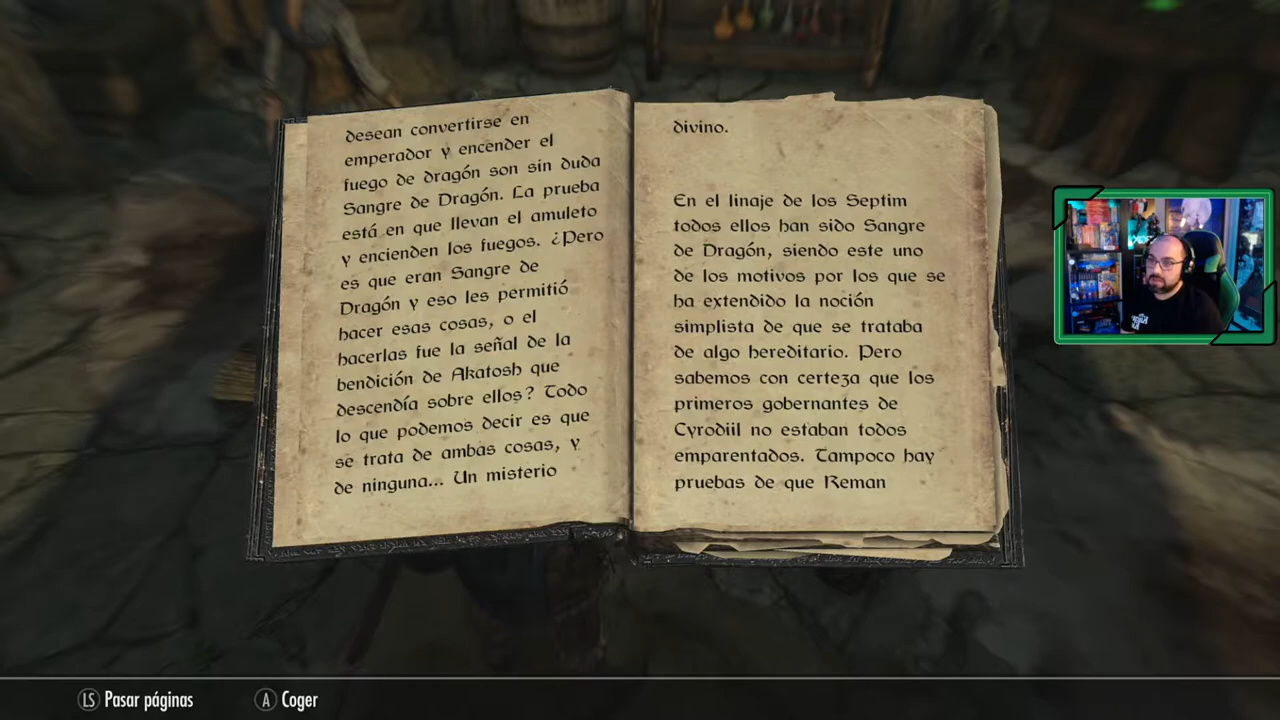 desean convertirse en
emperador y encender el
fuego de dragón son sin duda
Sangre de Dragón. La prueba
está en que llevan el amuleto
y encienden los fuegos. ¿Pero
es que eran Sangre de
Dragón y eso les permitió
hacer esas cosas, o el
hacerlas fue la señal de la
bendición de Akatosh que
descendía sobre ellos? Todo
lo que podemos decir es que
se trata de ambas cosas, y
de ninguna... Un misterio
divino.
En el linaje de los Septim
todos ellos han sido Sangre
de Dragón, siendo este uno
de los motivos por los que se
ha extendido la noción
simplista de que se trataba
de algo hereditario. Pero
sabemos con certeza que los
primeros gobernantes de
Cyrodiil no estaban todos
emparentados. Tampoco hay
pruebas de que Reman
LS Pasar páginas
A Coger